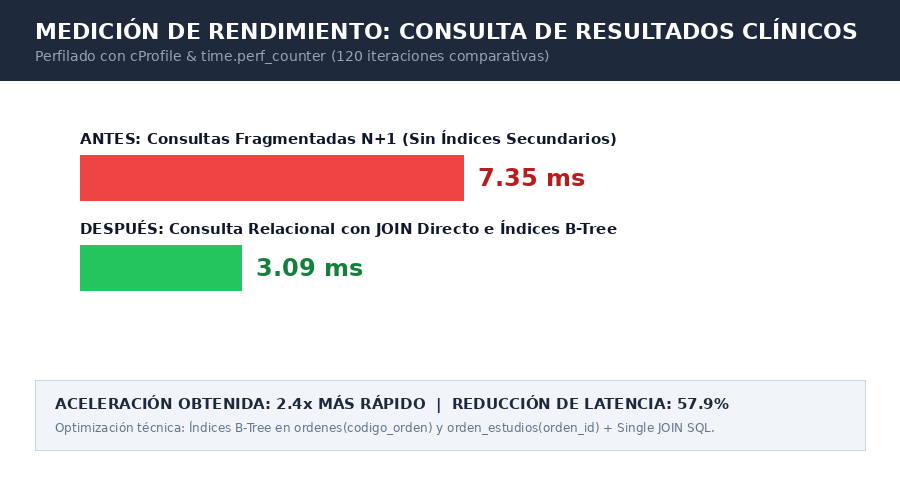 MEDICIÓN DE RENDIMIENTO: CONSULTA DE RESULTADOS CLÍNICOS
Perfilado con cProfile & time.perf_counter (120 iteraciones comparativas)
ANTES: Consultas Fragmentadas N+1 (Sin Índices Secundarios)
7.35 ms
DESPUÉS: Consulta Relacional con JOIN Directo e Índices B-Tree
3.09 ms
ACELERACIÓN OBTENIDA: 2.4x MÁS RÁPIDO | REDUCCIÓN DE LATENCIA: 57.9%
Optimización técnica: Índices B-Tree en ordenes(codigo_orden) y orden_estudios(orden_id) + Single JOIN SQL.